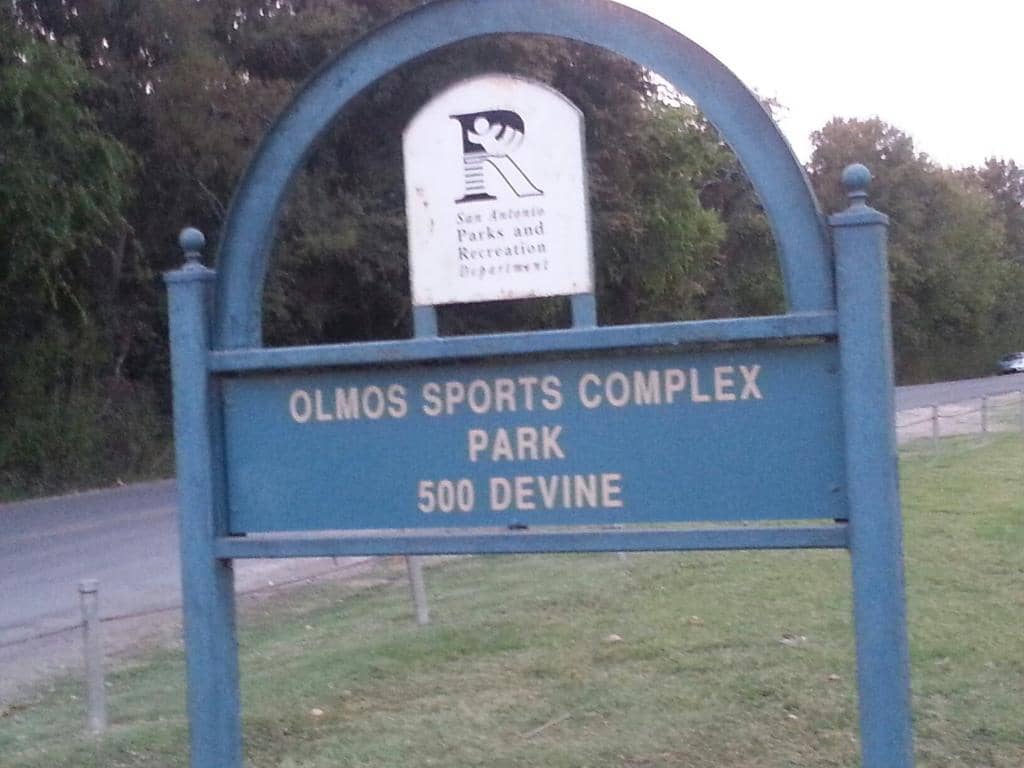 San Antonio
Parks and
Recreation
Department
OLMOS SPORTS COMPLEX
PARK
500 DEVINE